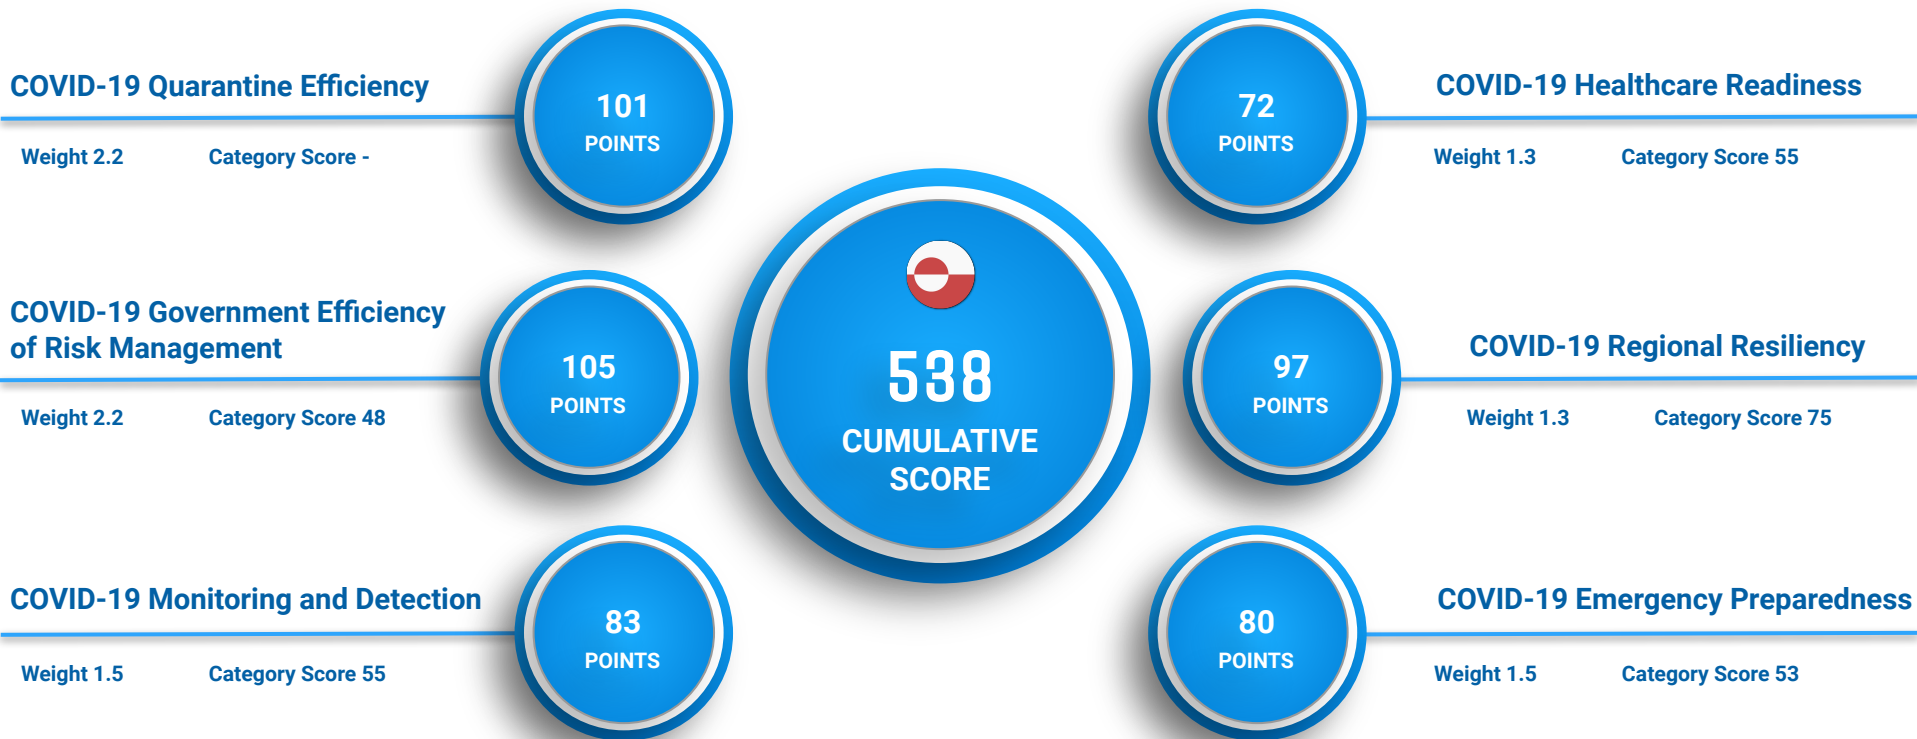 COVID-19 Quarantine Efficiency
Weight 2.2 Category Score -
101
POINTS
COVID-19 Government Efficiency
of Risk Management
Weight 2.2 Category Score 48
105
POINTS
COVID-19 Monitoring and Detection
Weight 1.5 Category Score 55
83
POINTS
538
CUMULATIVE
SCORE
72
POINTS
COVID-19 Healthcare Readiness
Weight 1.3 Category Score 55
97
POINTS
COVID-19 Regional Resiliency
Weight 1.3 Category Score 75
80
POINTS
COVID-19 Emergency Preparedness
Weight 1.5 Category Score 53